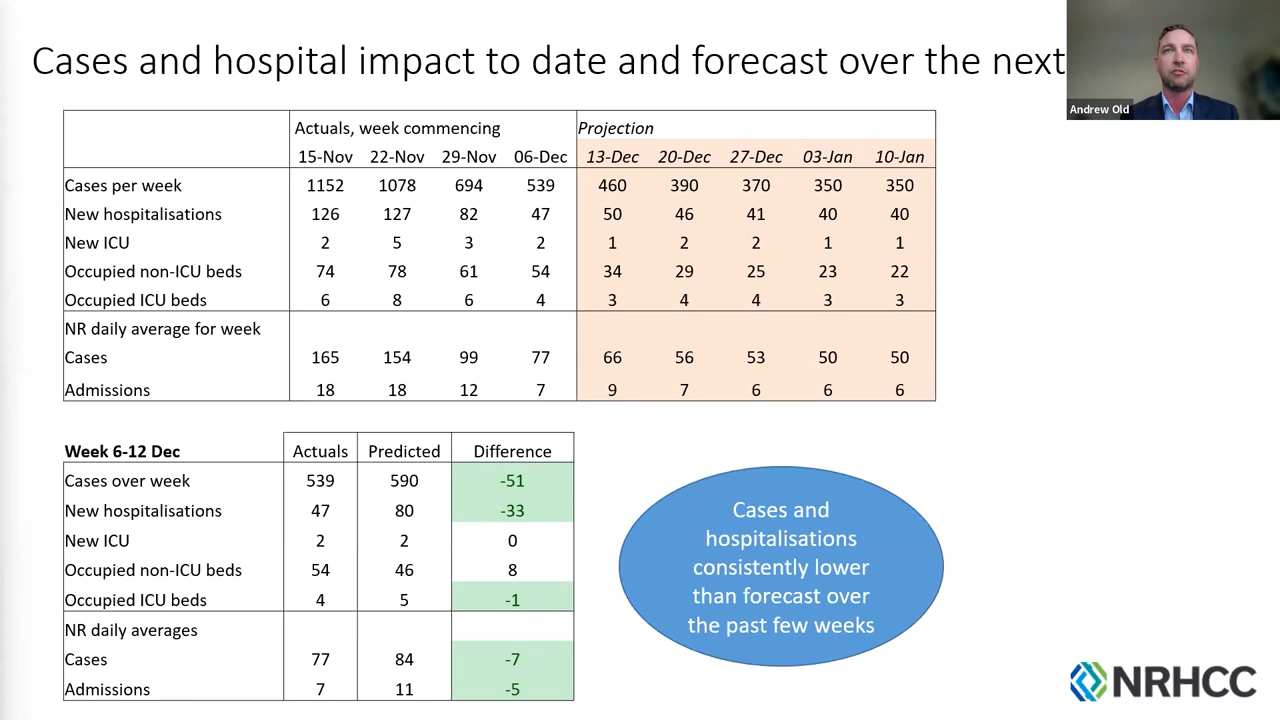 Cases and hospital impact to date and forecast over the next
Andrew Old
Actuals, week commencing Projection
15-Nov 22-Nov 29-Nov 06-Dec 13-Dec 20-Dec 27-Dec 03-Jan 10-Jan
Cases per week 1152 1078 694 539 460 390 370 350 350
New hospitalisations 126 127 82 47 50 46 41 40 40
New ICU 2 5 3 2 1 2 2 1 1
Occupied non-ICU beds 74 78 61 54 34 29 25 23 22
Occupied ICU beds 6 8 6 4 3 4 4 3 3
NR daily average for week
Cases 165 154 99 77 66 56 53 50 50
Admissions 18 18 12 7 9 7 6 6 6
Week 6-12 Dec Actuals Predicted Difference
Cases over week 539 590 -51
New hospitalisations 47 80 -33
New ICU 2 2 0
Occupied non-ICU beds 54 46 8
Occupied ICU beds 4 5 -1
NR daily averages
Cases 77 84 -7
Admissions 7 11 -5
Cases and
hospitalisations
consistently lower
than forecast over
the past few weeks
NRHCC